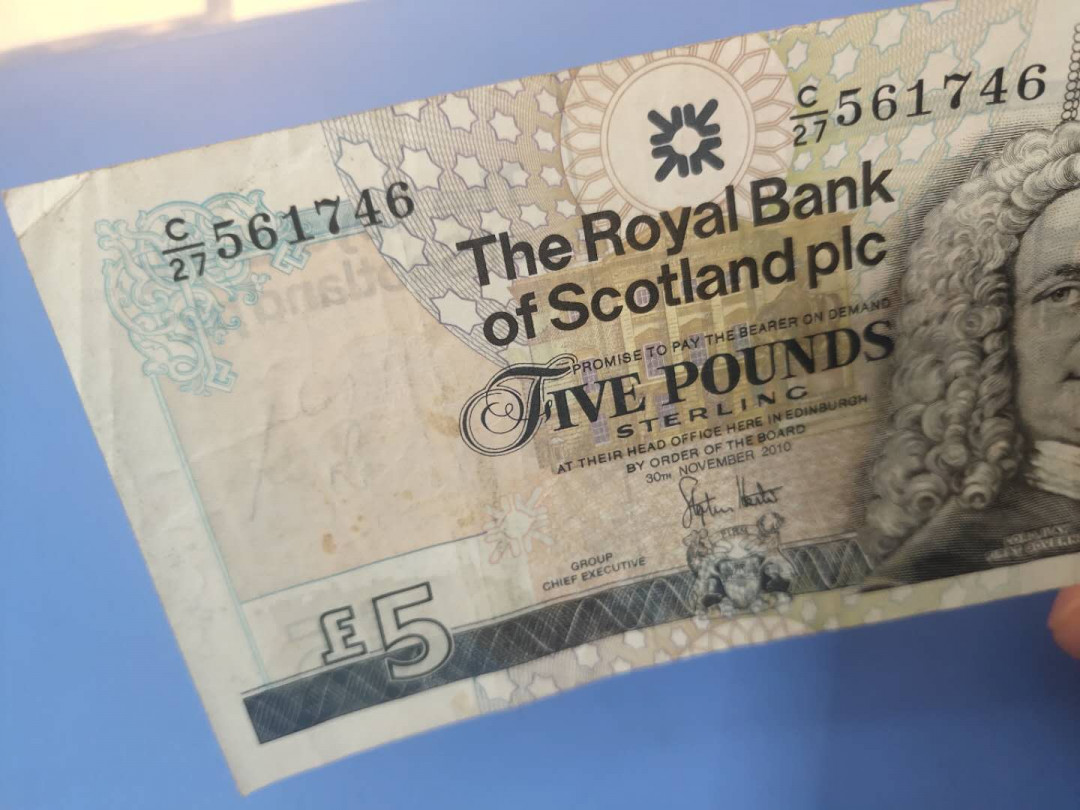 C/27 561746
C/27 561746
The Royal Bank
of Scotland plc
PROMISE TO PAY THE BEARER ON DEMAND
FIVE POUNDS
STERLING
AT THEIR HEAD OFFICE HERE IN EDINBURGH
BY ORDER OF THE BOARD
30TH NOVEMBER 2010
GROUP
CHIEF EXECUTIVE
£5